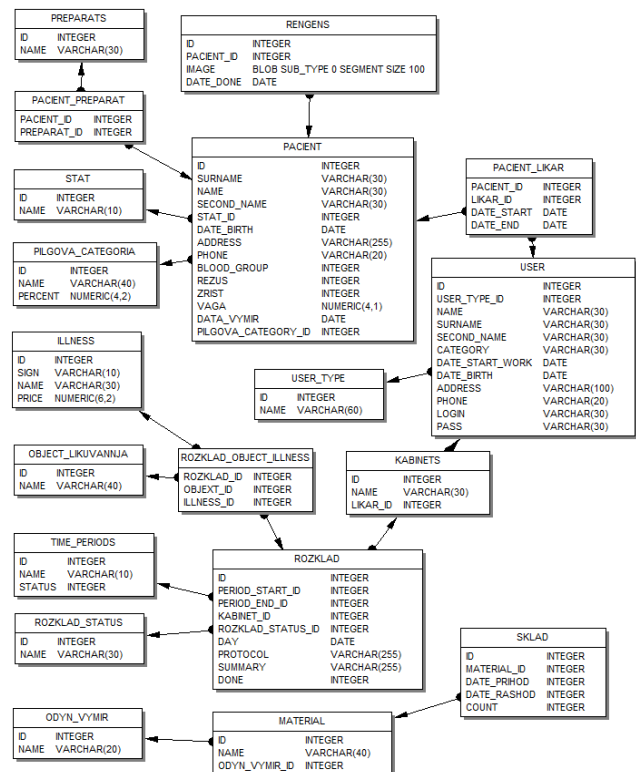 PREPARATS
ID INTEGER
NAME VARCHAR(30)
RENGENS
ID INTEGER
PACIENT_ID INTEGER
IMAGE BLOB SUB_TYPE 0 SEGMENT SIZE 100
DATE_DONE DATE
PACIENT_PREPARAT
PACIENT_ID INTEGER
PREPARAT_ID INTEGER
PACIENT
ID INTEGER
SURNAME VARCHAR(30)
NAME VARCHAR(30)
SECOND_NAME VARCHAR(30)
STAT_ID INTEGER
DATE_BIRTH DATE
ADDRESS VARCHAR(255)
PHONE VARCHAR(20)
BLOOD_GROUP INTEGER
REZUS INTEGER
ZRIST INTEGER
VAGA NUMERIC(4,1)
DATA_VYMIR DATE
PILGOVA_CATEGORY_ID INTEGER
PACIENT_LIKAR
PACIENT_ID INTEGER
LIKAR_ID INTEGER
DATE_START DATE
DATE_END DATE
STAT
ID INTEGER
NAME VARCHAR(10)
PILGOVA_CATEGORIA
ID INTEGER
NAME VARCHAR(40)
PERCENT NUMERIC(4,2)
USER
ID INTEGER
USER_TYPE_ID INTEGER
NAME VARCHAR(30)
SURNAME VARCHAR(30)
SECOND_NAME VARCHAR(30)
CATEGORY VARCHAR(30)
DATE_START_WORK DATE
DATE_BIRTH DATE
ADDRESS VARCHAR(100)
PHONE VARCHAR(20)
LOGIN VARCHAR(30)
PASS VARCHAR(30)
ILLNESS
ID INTEGER
SIGN VARCHAR(10)
NAME VARCHAR(30)
PRICE NUMERIC(6,2)
USER_TYPE
ID INTEGER
NAME VARCHAR(60)
OBJECT_LIKUVANNJA
ID INTEGER
NAME VARCHAR(40)
ROZKLAD_OBJECT_ILLNESS
ROZKLAD_ID INTEGER
OBJEXT_ID INTEGER
ILLNESS_ID INTEGER
KABINETS
ID INTEGER
NAME VARCHAR(30)
LIKAR_ID INTEGER
TIME_PERIODS
ID INTEGER
NAME VARCHAR(10)
STATUS INTEGER
ROZKLAD
ID INTEGER
PERIOD_START_ID INTEGER
PERIOD_END_ID INTEGER
KABINET_ID INTEGER
ROZKLAD_STATUS_ID INTEGER
DAY DATE
PROTOCOL VARCHAR(255)
SUMMARY VARCHAR(255)
DONE INTEGER
ROZKLAD_STATUS
ID INTEGER
NAME VARCHAR(30)
SKLAD
ID INTEGER
MATERIAL_ID INTEGER
DATE_PRIHOD INTEGER
DATE_RASHOD INTEGER
COUNT INTEGER
ODYN_VYMIR
ID INTEGER
NAME VARCHAR(20)
MATERIAL
ID INTEGER
NAME VARCHAR(40)
ODYN_VYMIR_ID INTEGER